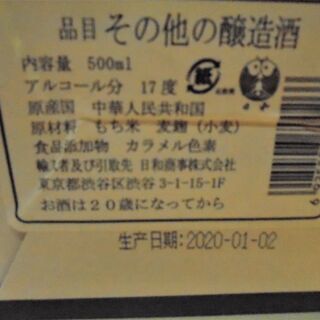 品目 その他の醸造酒
内容量 500ml
アルコール分 17度
紙
原産国 中華人民共和国
原材料 もち米 麦麹(小麦)
食品添加物 カラメル色素
輸入者及び引取先 日和商事株式会社
東京都渋谷区渋谷3-1-15-1F
お酒は20歳になってから
生产日期:2020-01-02